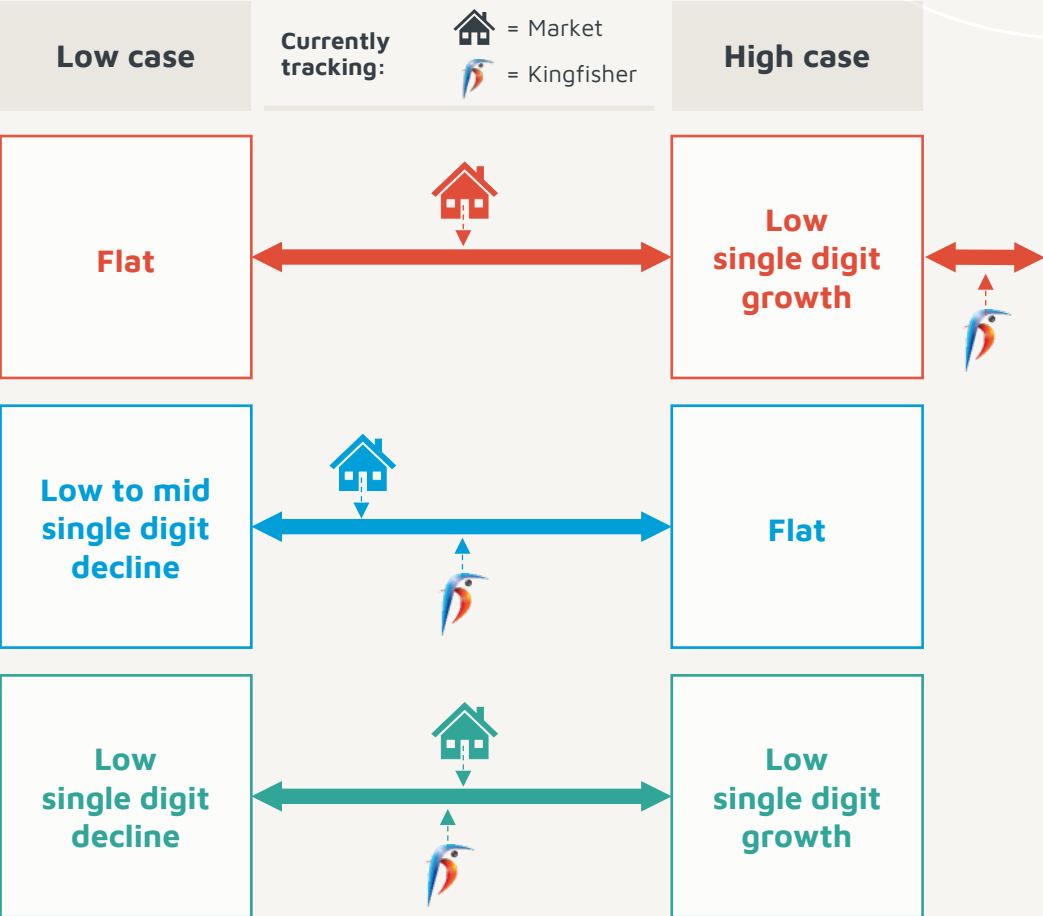 Low case
Currently
tracking:
= Market
= Kingfisher
High case
Flat
Low
single digit
growth
Low to mid
single digit
decline
Flat
Low
single digit
decline
Low
single digit
growth